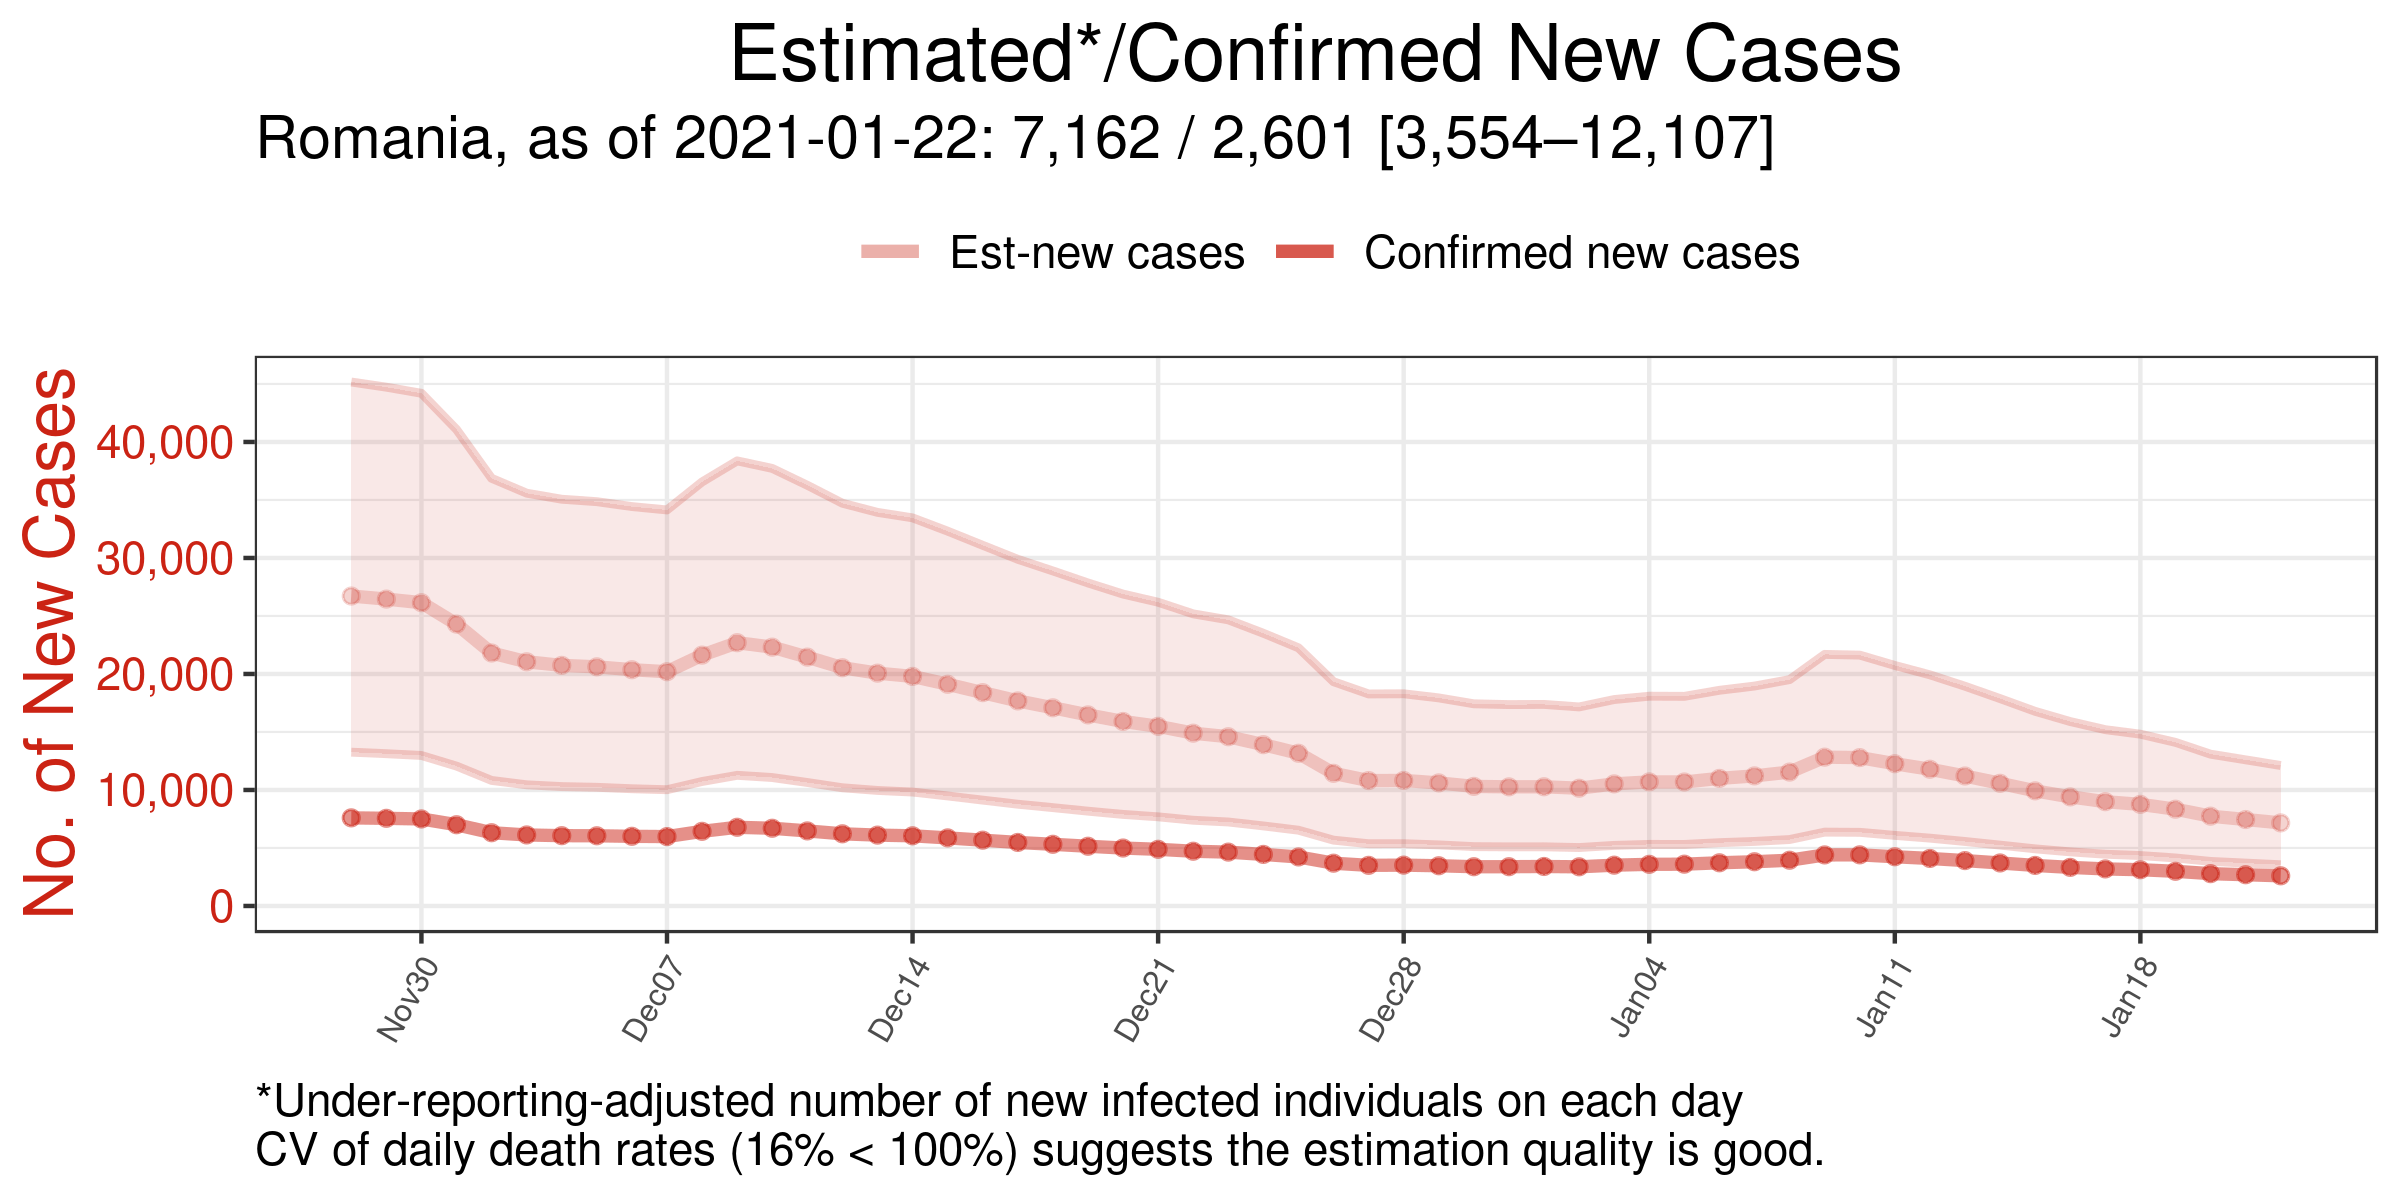 Estimated*/Confirmed New Cases
Romania, as of 2021-01-22: 7,162 / 2,601 [3,554–12,107]
Est-new cases
Confirmed new cases
No. of New Cases
40,000
30,000
20,000
10,000
0
Nov30
Dec07
Dec14
Dec21
Dec28
Jan04
Jan11
Jan18
*Under-reporting-adjusted number of new infected individuals on each day
CV of daily death rates (16% < 100%) suggests the estimation quality is good.